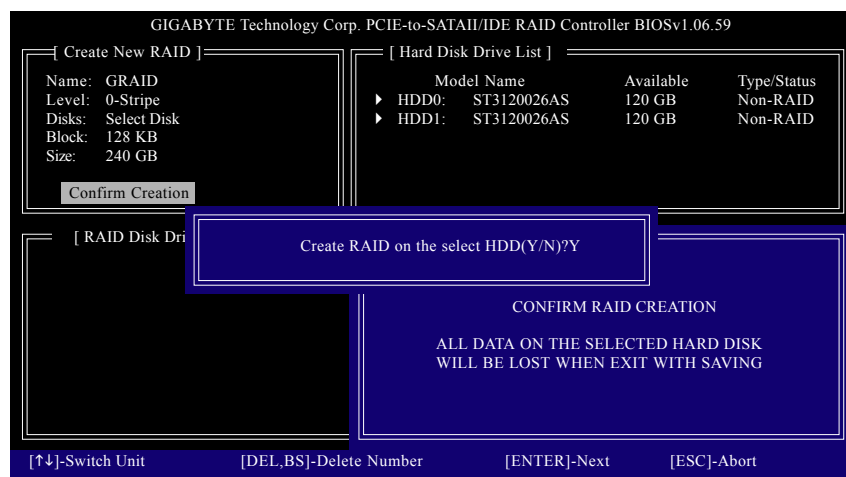 GIGABYTE Technology Corp. PCIE-to-SATAII/IDE RAID Controller BIOSv1.06.59
[ Create New RAID ]
Name: GRAID
Level: 0-Stripe
Disks: Select Disk
Block: 128 KB
Size: 240 GB
Confirm Creation
[ Hard Disk Drive List ]
Model Name Available Type/Status
HDD0: ST3120026AS 120 GB Non-RAID
HDD1: ST3120026AS 120 GB Non-RAID
[ RAID Disk Dri
Create RAID on the select HDD(Y/N)?Y
CONFIRM RAID CREATION
ALL DATA ON THE SELECTED HARD DISK
WILL BE LOST WHEN EXIT WITH SAVING
[↑↓]-Switch Unit [DEL,BS]-Delete Number [ENTER]-Next [ESC]-Abort